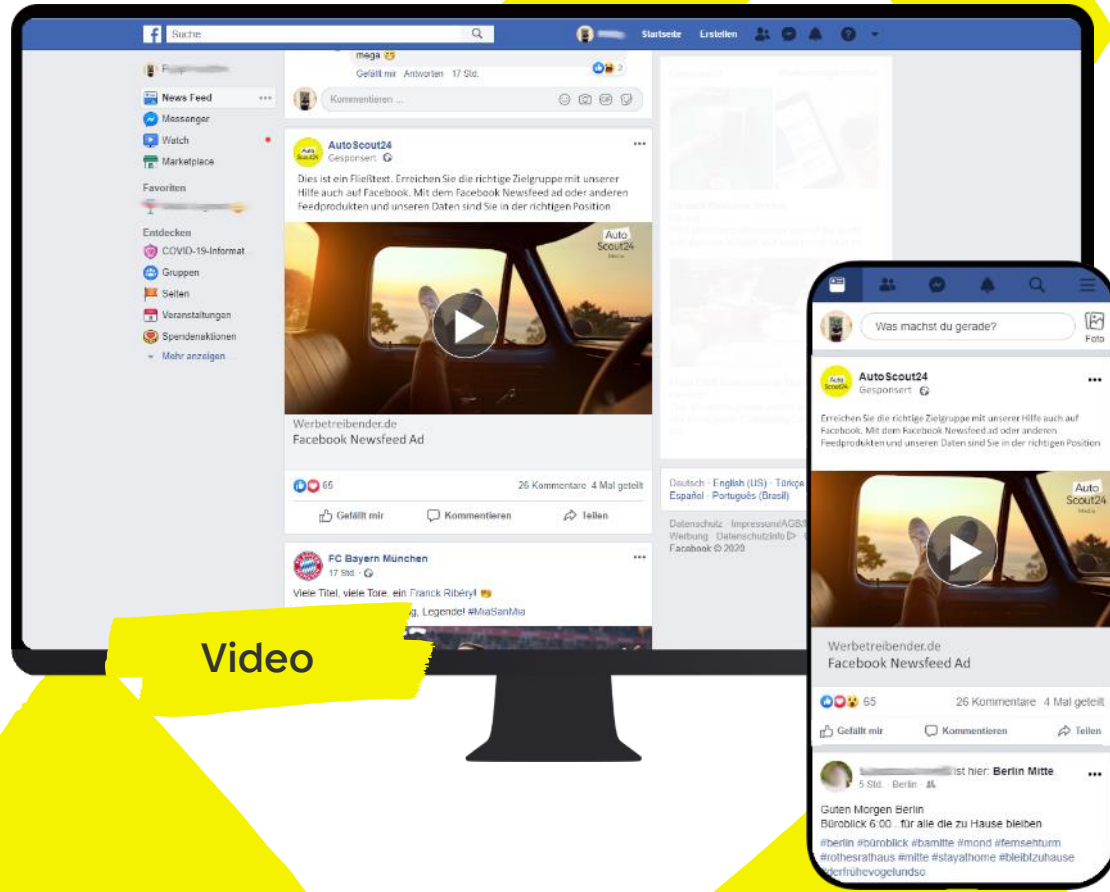 Suche
Startseite Erstellen
mega
Gefällt mir Antworten 17 Std.
2
Kommentieren ...
News Feed
Messenger
Watch
Marketplace
Favoriten
Entdecken
COVID-19-Informat
Gruppen
Seiten
Veranstaltungen
Spendenaktionen
Mehr anzeigen
AutoScout24
Gesponsert
Dies ist ein Fließtext. Erreichen Sie die richtige Zielgruppe mit unserer
Hilfe auch auf Facebook. Mit dem Facebook Newsfeed ad oder anderen
Feedprodukten und unseren Daten sind Sie in der richtigen Position
Auto
Scout24
Media
Werbetreibender.de
Facebook Newsfeed Ad
65 26 Kommentare 4 Mal geteilt
Gefällt mir Kommentieren Teilen
FC Bayern München
17 Std.
Viele Titel, viele Tore, ein Franck Ribéry!
Legende! #MiaSanMia
Deutsch · English (US) · Türkçe
Español · Português (Brasil)
Datenschutz · Impressum/AGB/
Werbung · Datenschutzinfo
Facebook © 2020
Video
Was machst du gerade?
Foto
AutoScout24
Gesponsert
Erreichen Sie die richtige Zielgruppe mit unserer Hilfe auch auf
Facebook. Mit dem Facebook Newsfeed ad oder anderen
Feedprodukten und unseren Daten sind Sie in der richtigen Position
Auto
Scout24
Media
Werbetreibender.de
Facebook Newsfeed Ad
65 26 Kommentare 4 Mal geteilt
Gefällt mir Kommentieren Teilen
ist hier: Berlin Mitte
5 Std. · Berlin
Guten Morgen Berlin
Büroblick 6:00 . für alle die zu Hause bleiben
#berlin #büroblick #bamitte #mond #fernsehturm
#rothesrathaus #mitte #stayathome #bleibtzuhause
#derfrühevogelundso